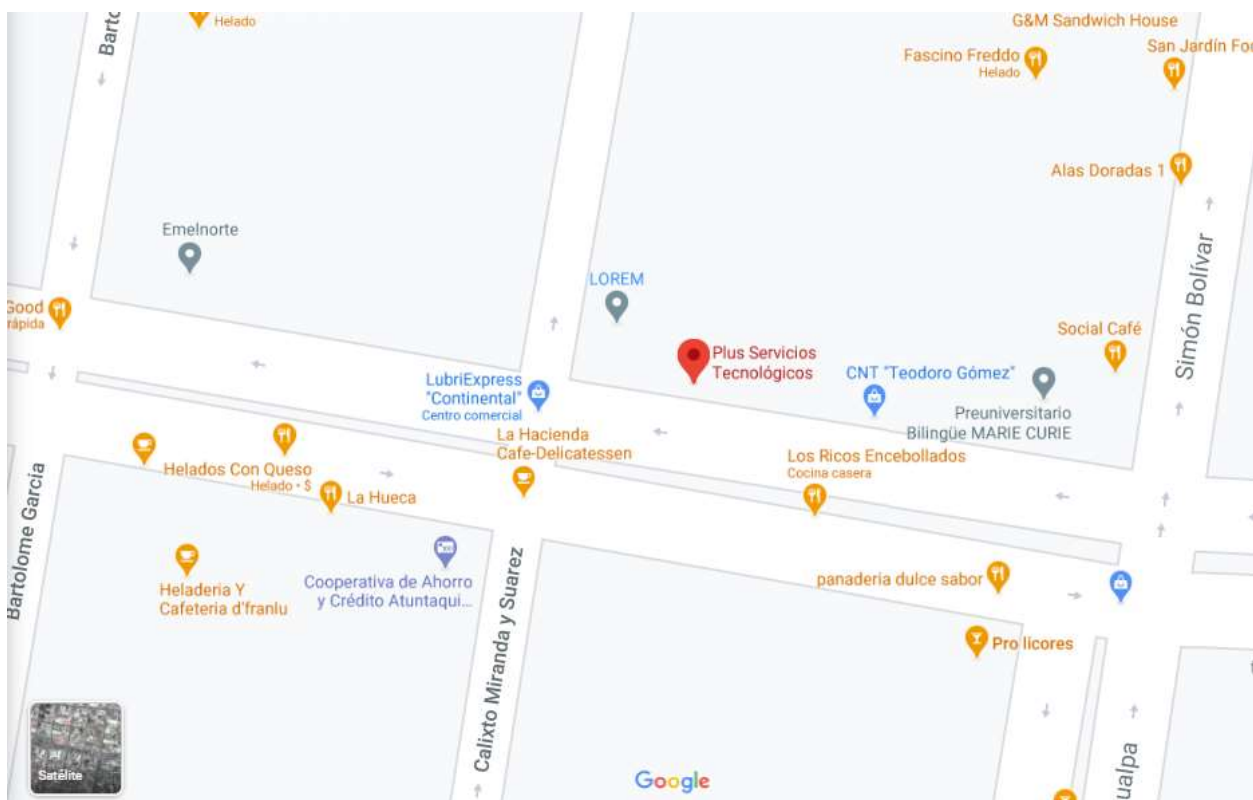 Barto
Helado
G&M Sandwich House
Fascino Freddo
Helado
San Jardín Foo
Alas Doradas 1
Emelnorte
LOREM
Simón Bolívar
Good
rápida
Social Café
Plus Servicios
Tecnológicos
CNT "Teodoro Gómez"
LubriExpress
"Continental"
Centro comercial
Preuniversitario
Bilingüe MARIE CURIE
La Hacienda
Cafe-Delicatessen
Los Ricos Encebollados
Cocina casera
Helados Con Queso
Helado • $
La Hueca
Bartolome Garcia
Cooperativa de Ahorro
y Crédito Atuntaqui...
Heladeria Y
Cafeteria d'franlu
Calixto Miranda y Suarez
panaderia dulce sabor
Pro licores
ualpa
Satélite
Google